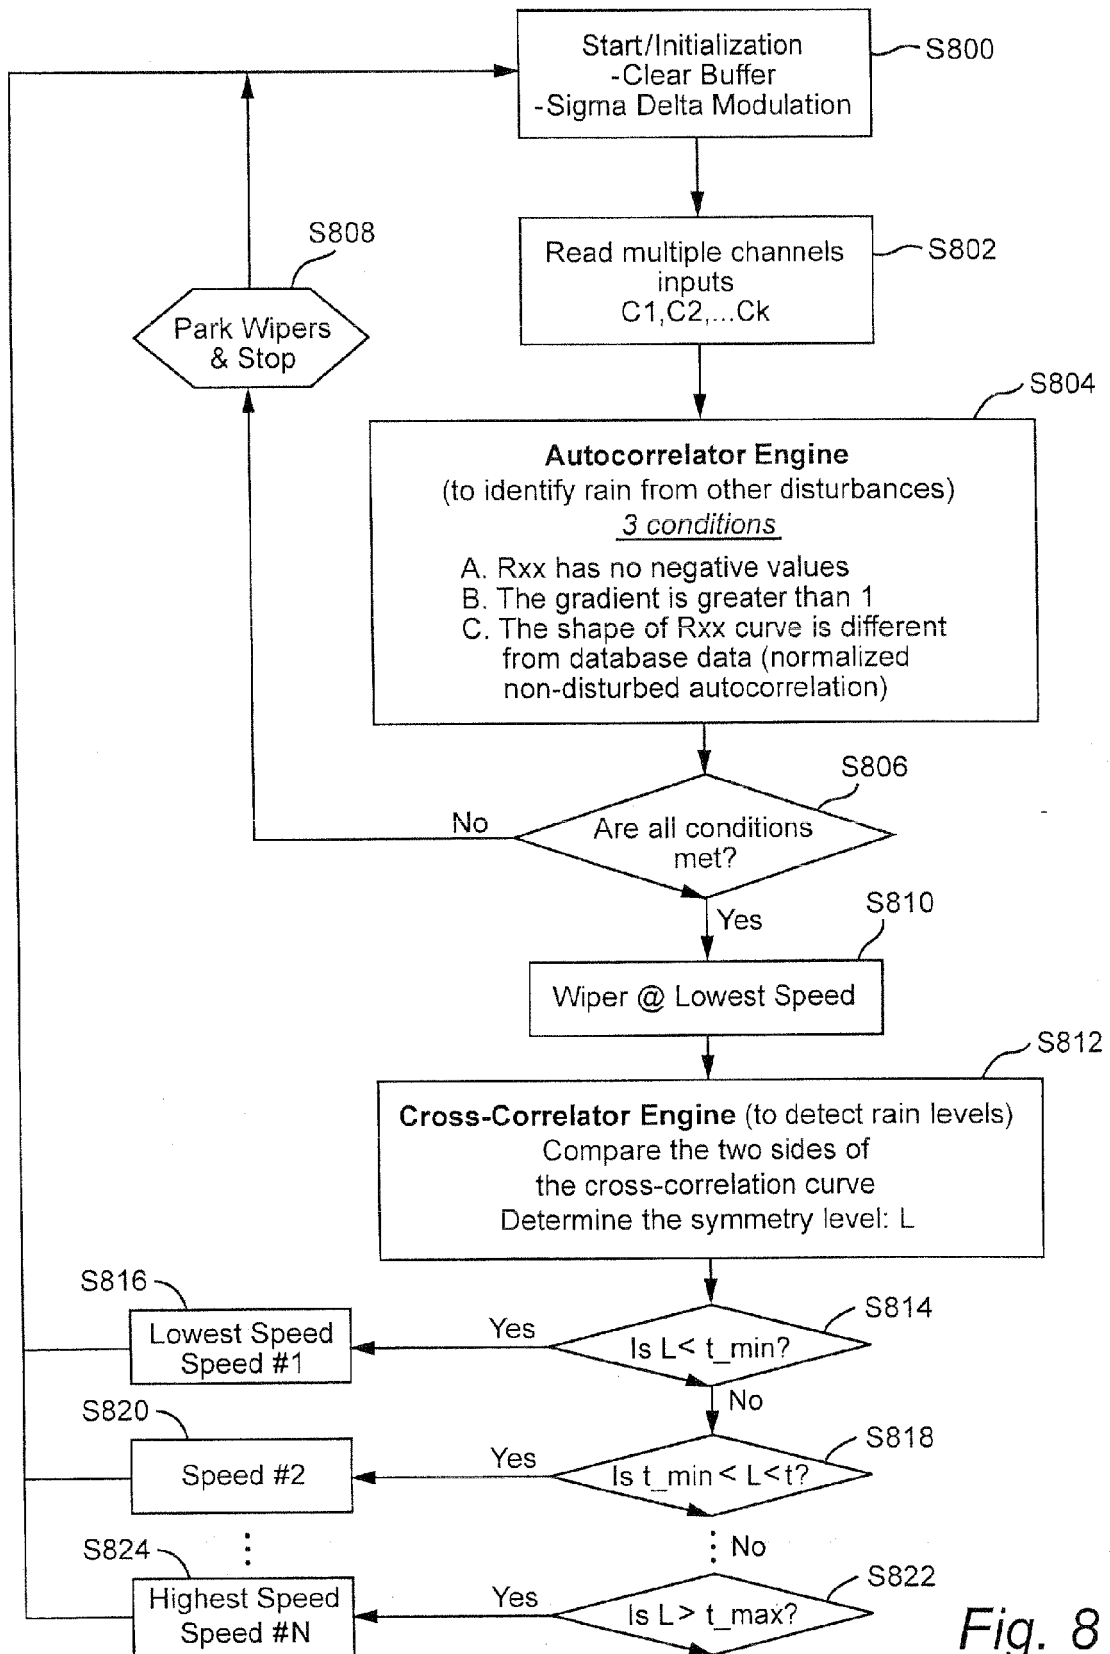 Start/Initialization
-Clear Buffer
-Sigma Delta Modulation
S800
Read multiple channels
inputs
C1,C2,...Ck
S802
S808
Park Wipers
& Stop
S804
Autocorrelator Engine
(to identify rain from other disturbances)
3 conditions
A. Rxx has no negative values
B. The gradient is greater than 1
C. The shape of Rxx curve is different
from database data (normalized
non-disturbed autocorrelation)
S806
No
Are all conditions
met?
Yes
S810
Wiper @ Lowest Speed
S812
Cross-Correlator Engine (to detect rain levels)
Compare the two sides of
the cross-correlation curve
Determine the symmetry level: L
S816
Lowest Speed
Speed #1
Yes
S814
Is L< t_min?
No
S820
Speed #2
Yes
S818
Is t_min < L<t?
No
S824
Highest Speed
Speed #N
Yes
S822
Is L> t_max?
Fig. 8